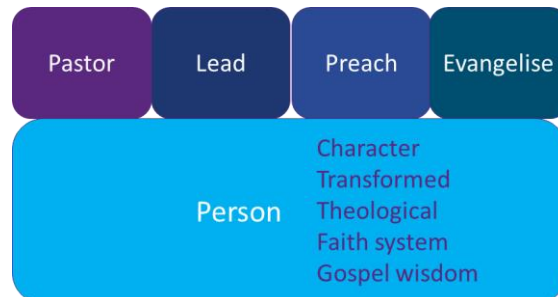 Pastor
Lead
Preach
Evangelise
Person
Character
Transformed
Theological
Faith system
Gospel wisdom